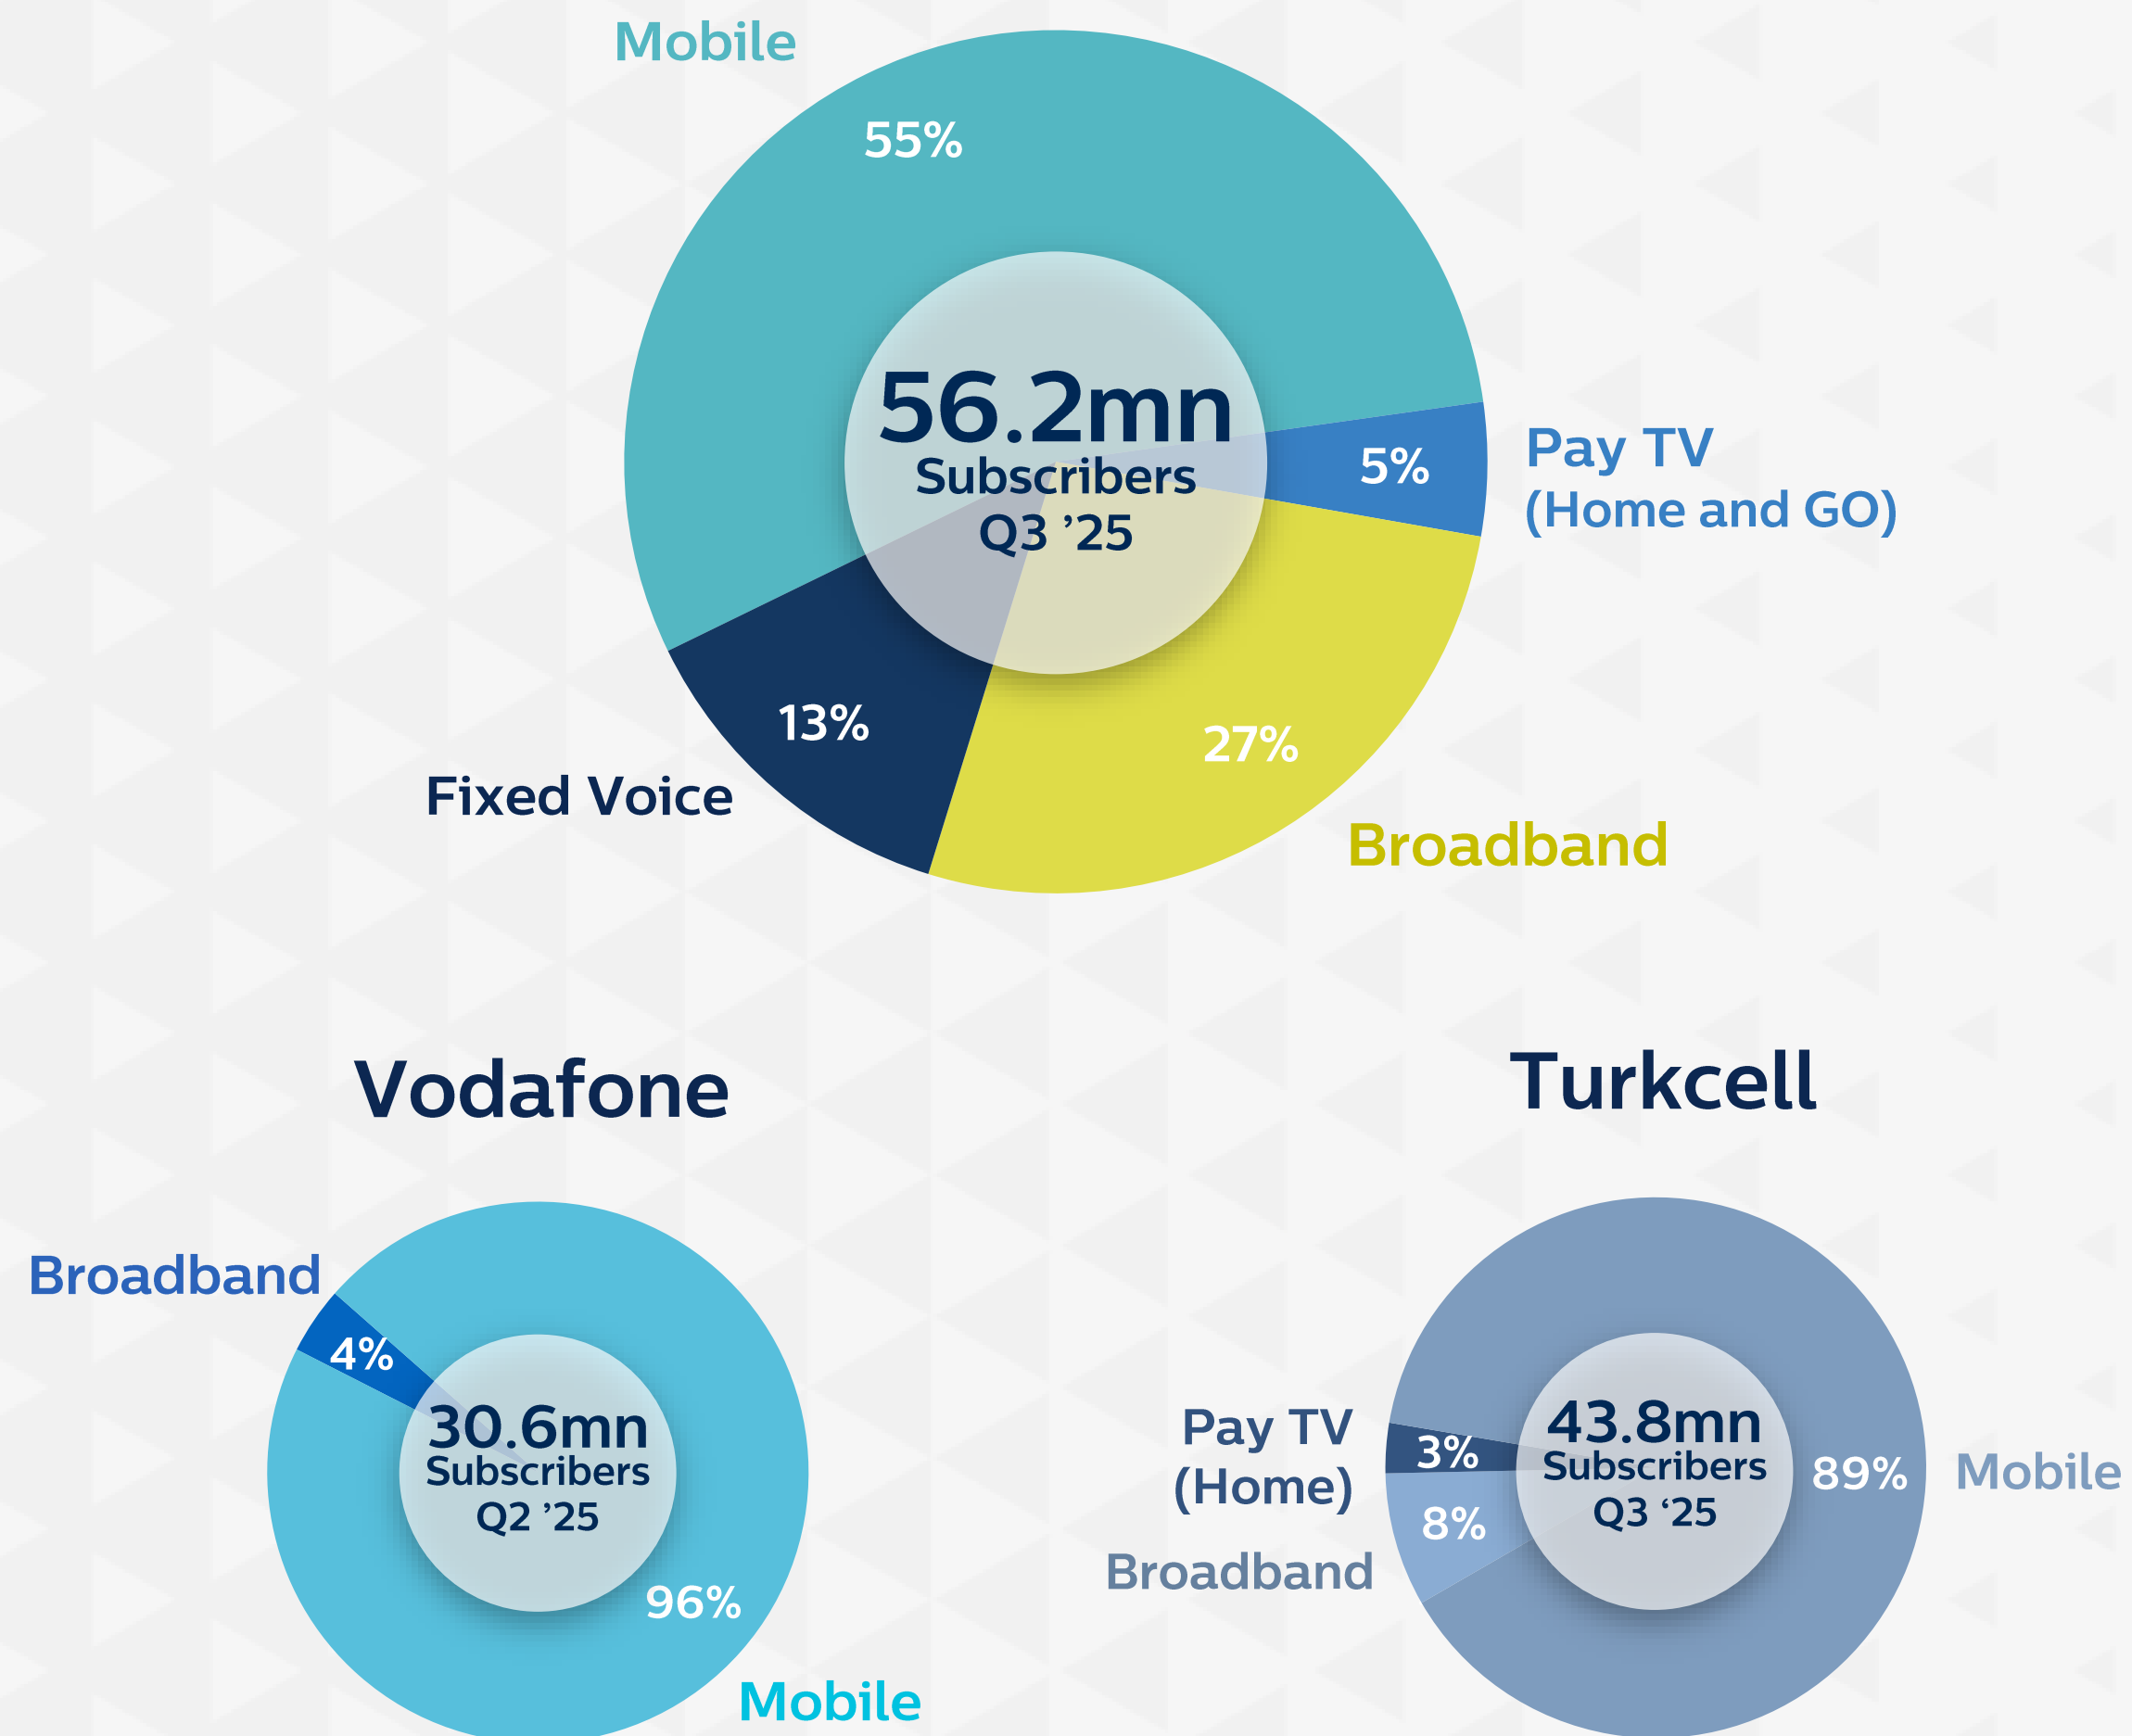 Mobile
55%
56.2mn
Subscribers
Q3 ’25
5%
Pay TV
(Home and GO)
13%
27%
Fixed Voice
Broadband
Vodafone
Broadband
4%
30.6mn
Subscribers
Q2 ’25
96%
Mobile
Turkcell
Pay TV
(Home)
3%
43.8mn
Subscribers
Q3 ‘25
89%
Mobile
8%
Broadband